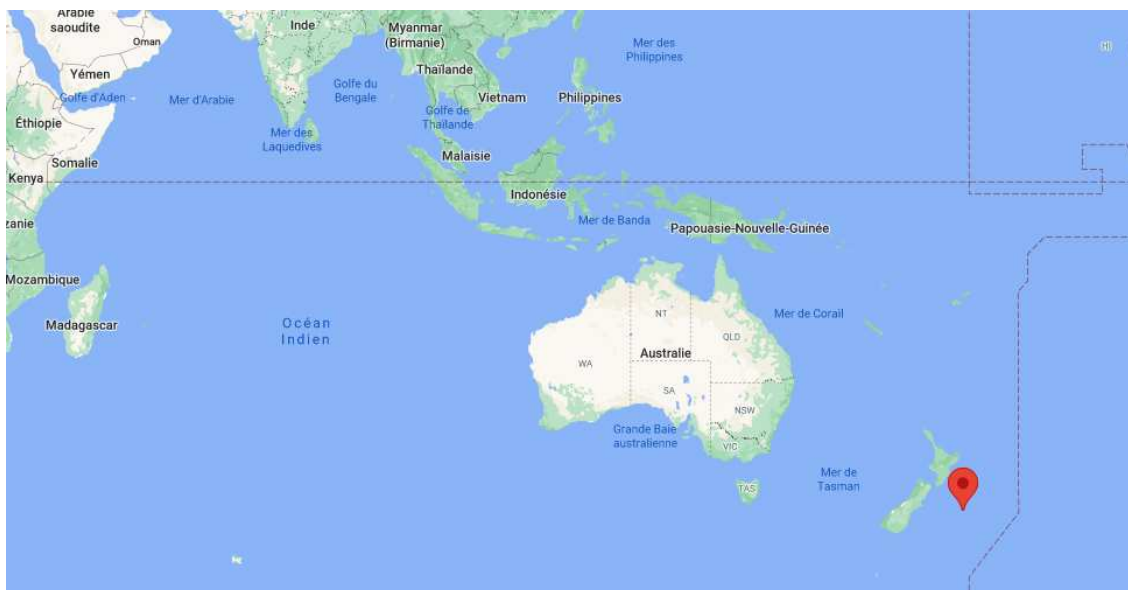 Arabie
saoudite
Oman
Yémen
Golfe d'Aden
Mer d'Arabie
Inde
Myanmar
(Birmanie)
Thaïlande
Golfe du
Bengale
Golfe de
Thaïlande
Vietnam
Philippines
Mer des
Philippines
HI
Éthiopie
Mer des
Laquedives
Somalie
Malaisie
Kenya
Indonésie
zanie
Mer de Banda
Papouasie-Nouvelle-Guinée
Mozambique
Madagascar
Océan
Indien
NT
Mer de Corail
QLD
Australie
WA
SA
NSW
Grande Baie
australienne
VIC
Mer de
Tasman
TAS